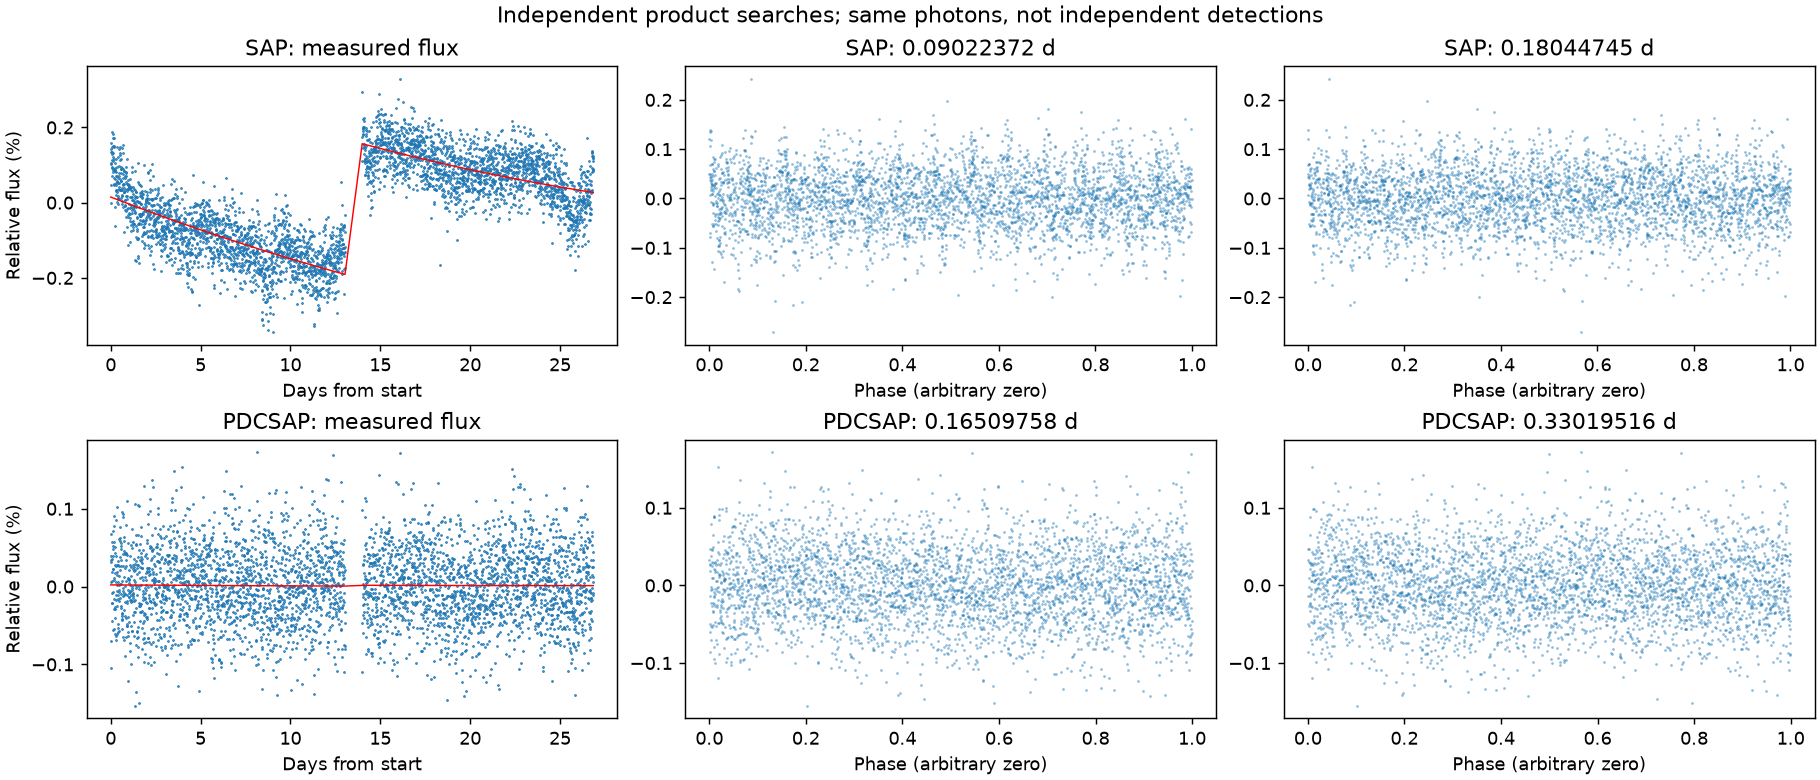 Independent product searches; same photons, not independent detections
SAP: measured flux
Relative flux (%)
0.2
0.0
−0.2
0 5 10 15 20 25
Days from start
SAP: 0.09022372 d
0.2
0.1
0.0
−0.1
−0.2
0.0 0.2 0.4 0.6 0.8 1.0
Phase (arbitrary zero)
SAP: 0.18044745 d
0.2
0.1
0.0
−0.1
−0.2
0.0 0.2 0.4 0.6 0.8 1.0
Phase (arbitrary zero)
PDCSAP: measured flux
Relative flux (%)
0.1
0.0
−0.1
0 5 10 15 20 25
Days from start
PDCSAP: 0.16509758 d
0.1
0.0
−0.1
0.0 0.2 0.4 0.6 0.8 1.0
Phase (arbitrary zero)
PDCSAP: 0.33019516 d
0.1
0.0
−0.1
0.0 0.2 0.4 0.6 0.8 1.0
Phase (arbitrary zero)